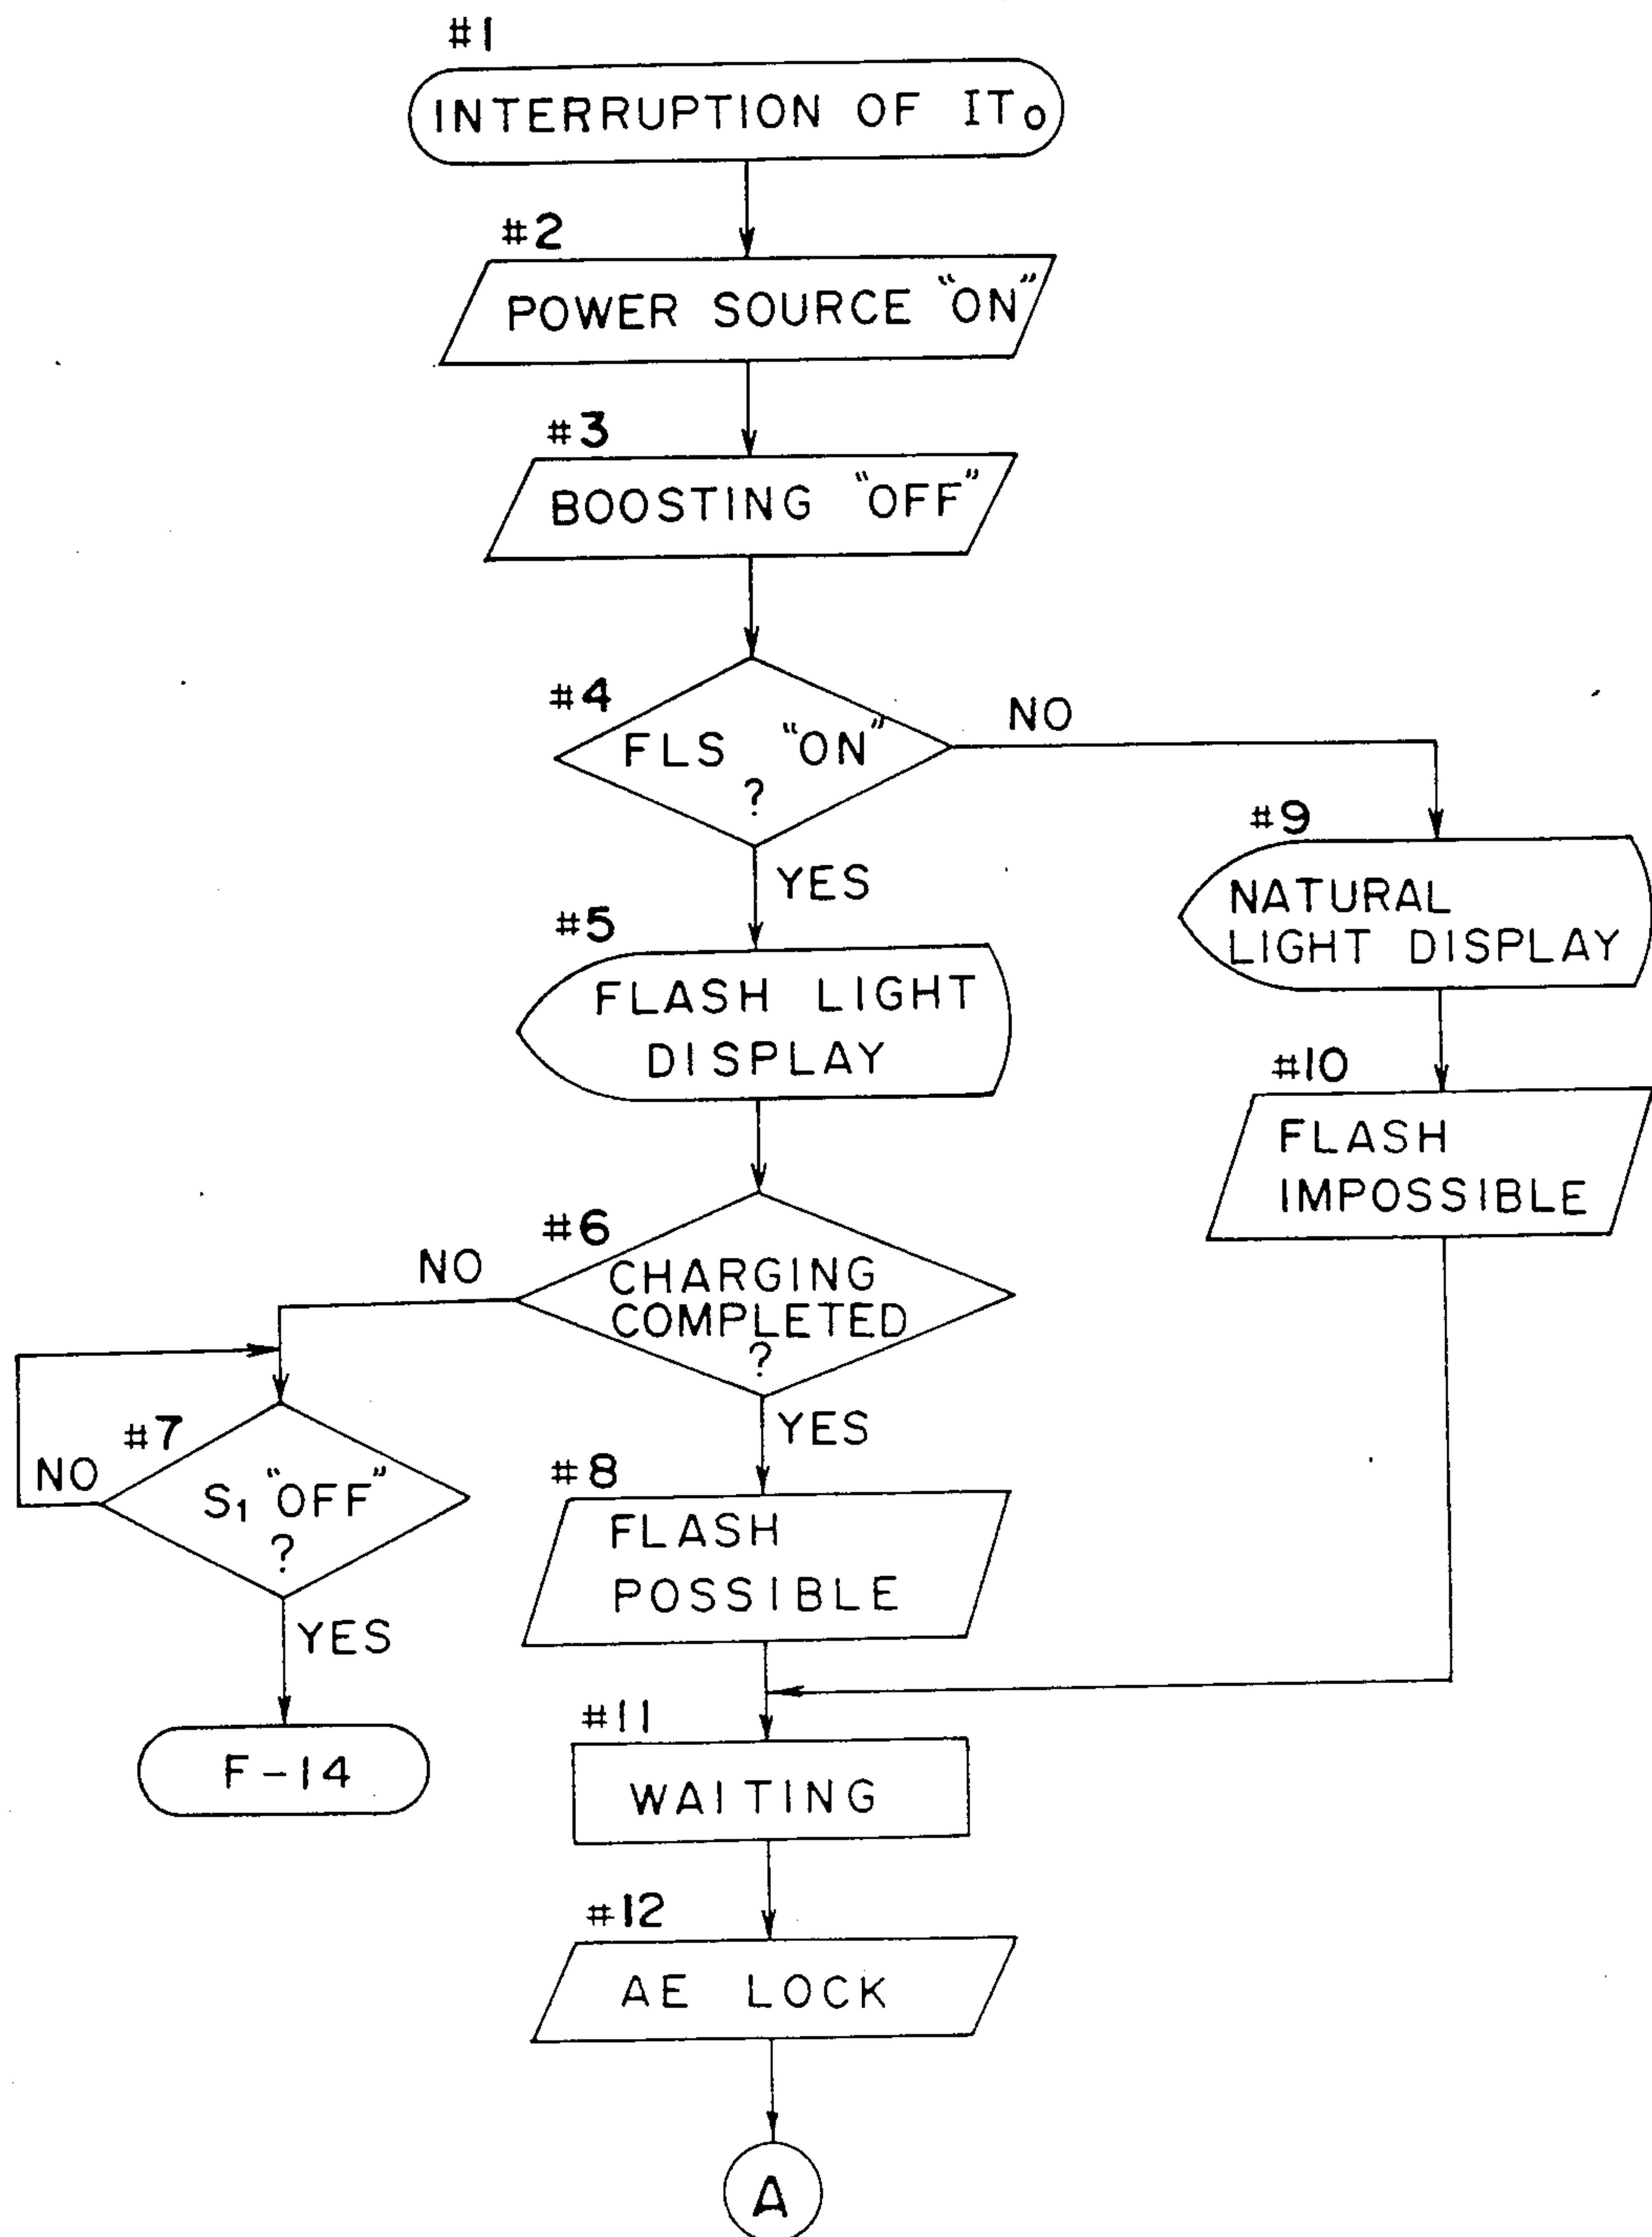 #1
INTERRUPTION OF IT₀
#2
POWER SOURCE "ON"
#3
BOOSTING "OFF"
#4
FLS "ON"
?
NO
YES
#9
NATURAL
LIGHT DISPLAY
#5
FLASH LIGHT
DISPLAY
#10
FLASH
IMPOSSIBLE
#6
CHARGING
COMPLETED
?
NO
YES
#7
S₁ "OFF"
?
NO
YES
F-14
#8
FLASH
POSSIBLE
#11
WAITING
#12
AE LOCK
A